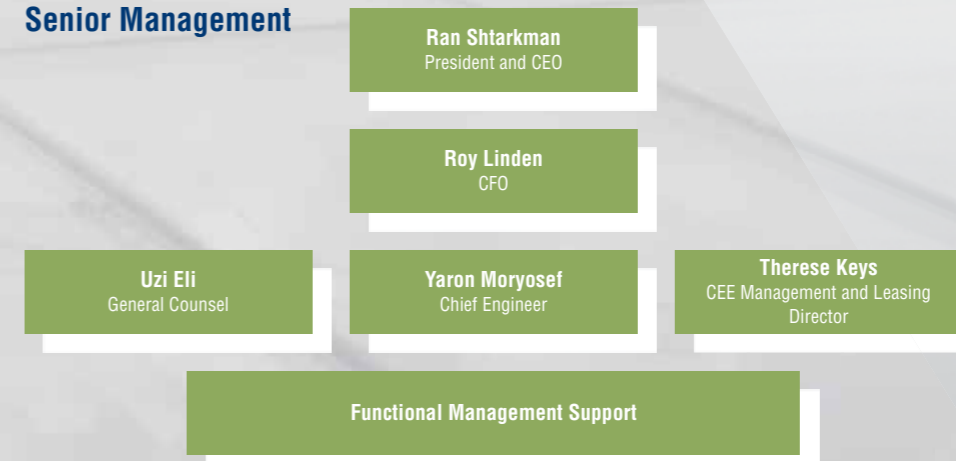 Senior Management
Ran Shtarkman
President and CEO
Roy Linden
CFO
Uzi Eli
General Counsel
Yaron Moryosef
Chief Engineer
Therese Keys
CEE Management and Leasing
Director
Functional Management Support